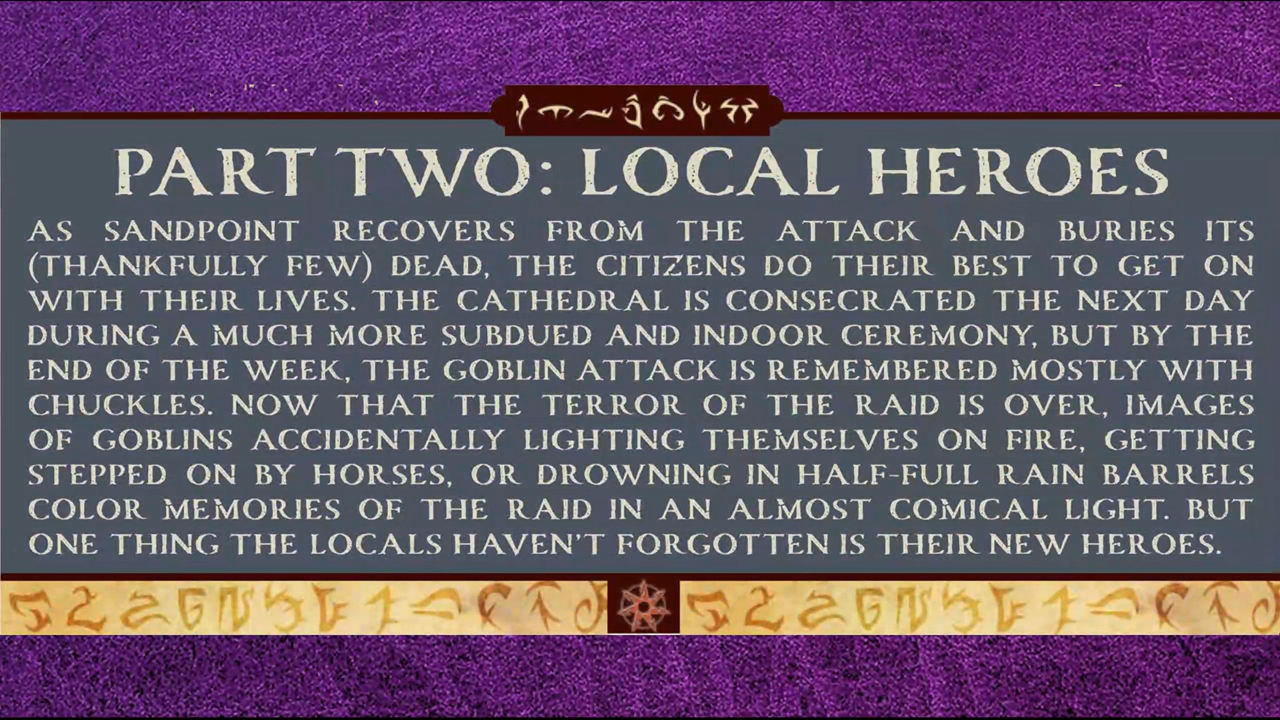 PART TWO: LOCAL HEROES
AS SANDPOINT RECOVERS FROM THE ATTACK AND BURIES ITS
(THANKFULLY FEW) DEAD, THE CITIZENS DO THEIR BEST TO GET ON
WITH THEIR LIVES. THE CATHEDRAL IS CONSECRATED THE NEXT DAY
DURING A MUCH MORE SUBDUED AND INDOOR CEREMONY, BUT BY THE
END OF THE WEEK, THE GOBLIN ATTACK IS REMEMBERED MOSTLY WITH
CHUCKLES. NOW THAT THE TERROR OF THE RAID IS OVER, IMAGES
OF GOBLINS ACCIDENTALLY LIGHTING THEMSELVES ON FIRE, GETTING
STEPPED ON BY HORSES, OR DROWNING IN HALF-FULL RAIN BARRELS
COLOR MEMORIES OF THE RAID IN AN ALMOST COMICAL LIGHT. BUT
ONE THING THE LOCALS HAVEN'T FORGOTTEN IS THEIR NEW HEROES.